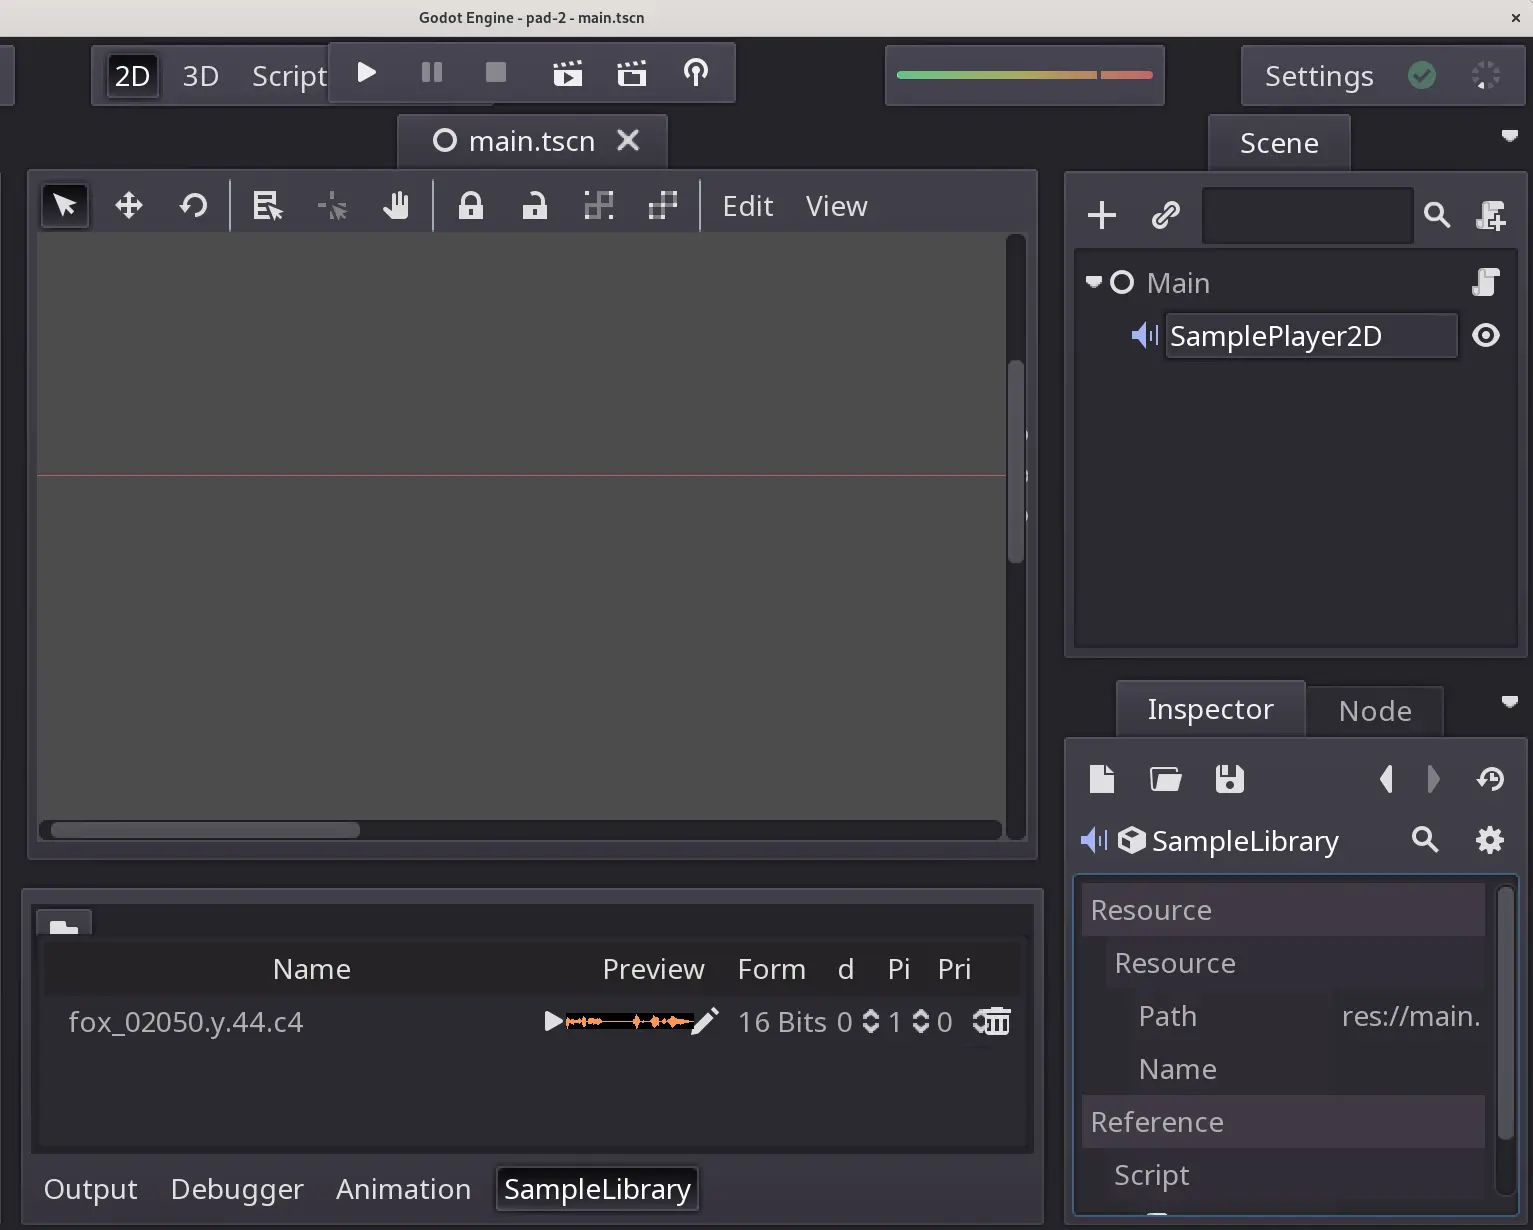 Godot Engine - pad-2 - main.tscn
2D 3D Script
Settings
main.tscn
Scene
Edit View
Main
SamplePlayer2D
Inspector Node
SampleLibrary
Resource
Resource
Path res://main.
Name
Reference
Script
Name Preview Form d Pi Pri
fox_02050.y.44.c4 16 Bits 0 1 0
Output Debugger Animation SampleLibrary